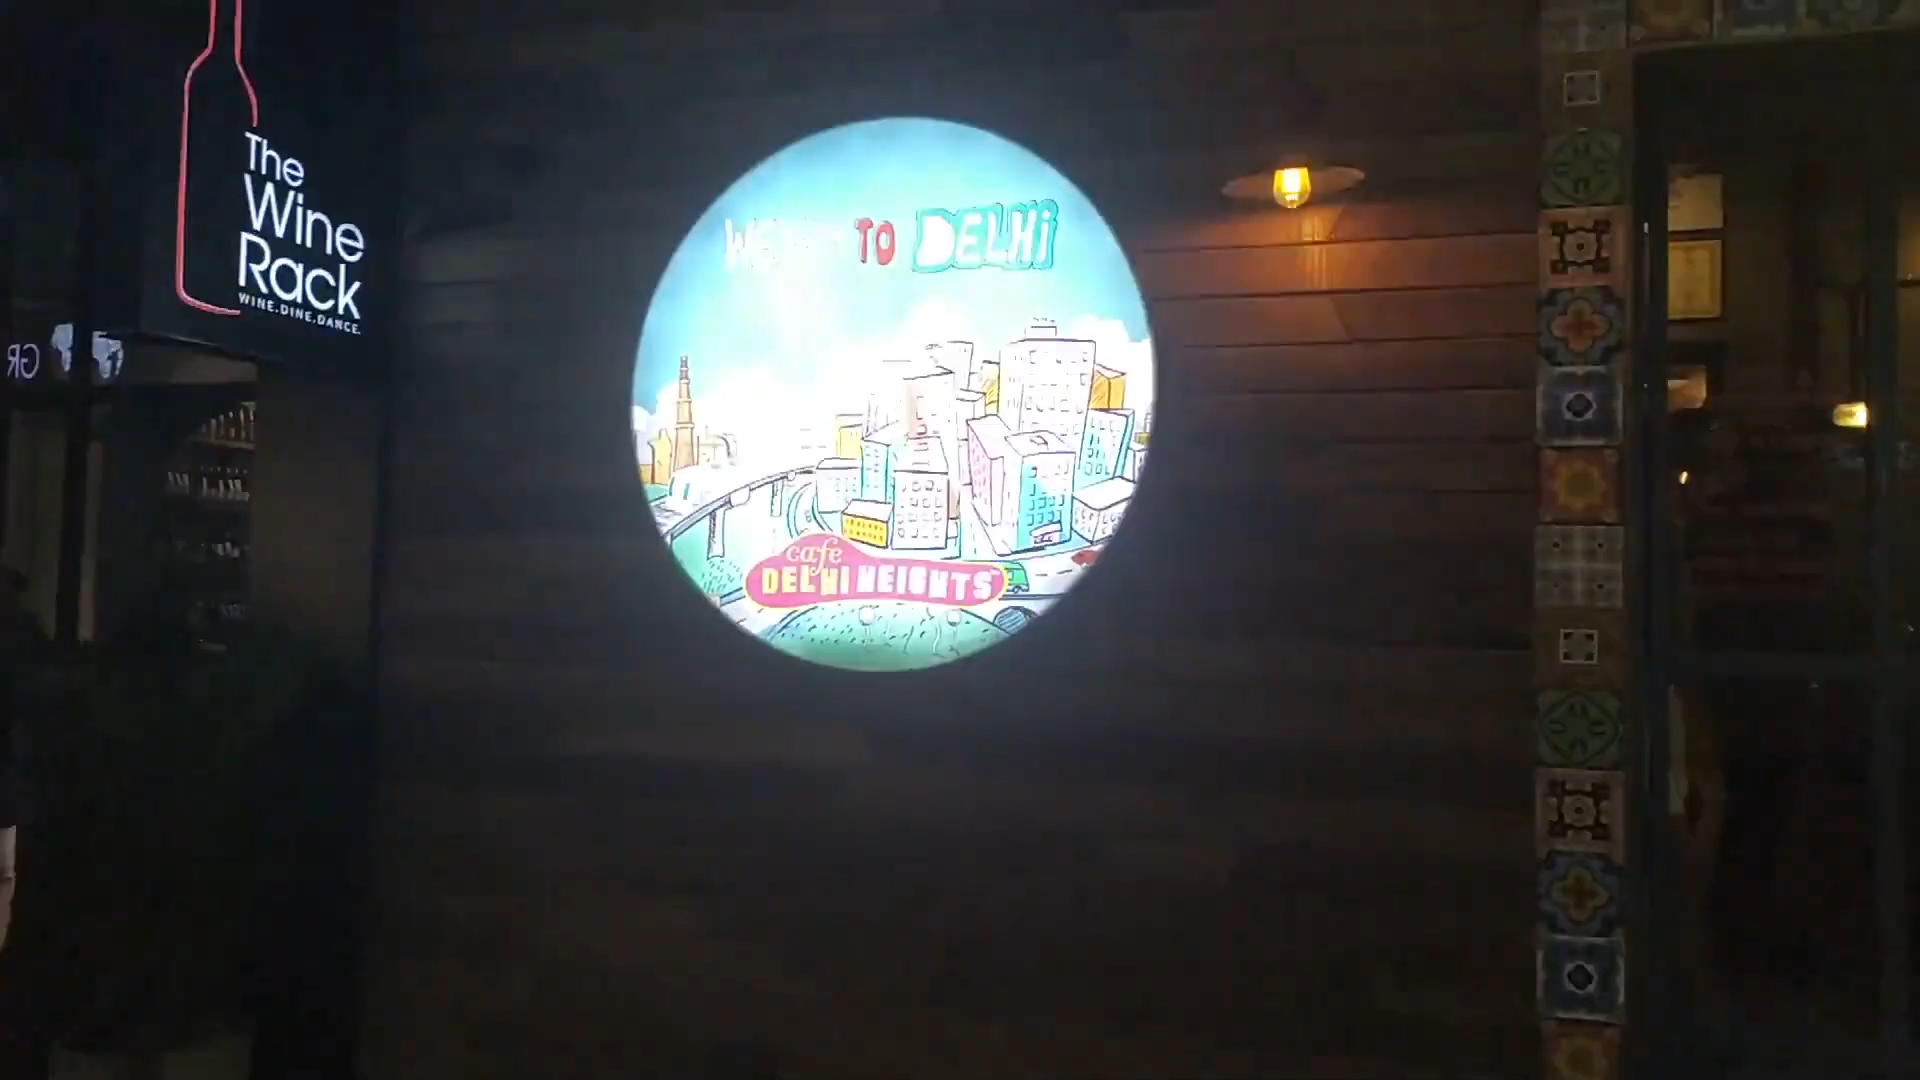 The
Wine
Rack
WINE.DINE.DANCE.
TO DELHi
cafe
DELHI HEIGHTS